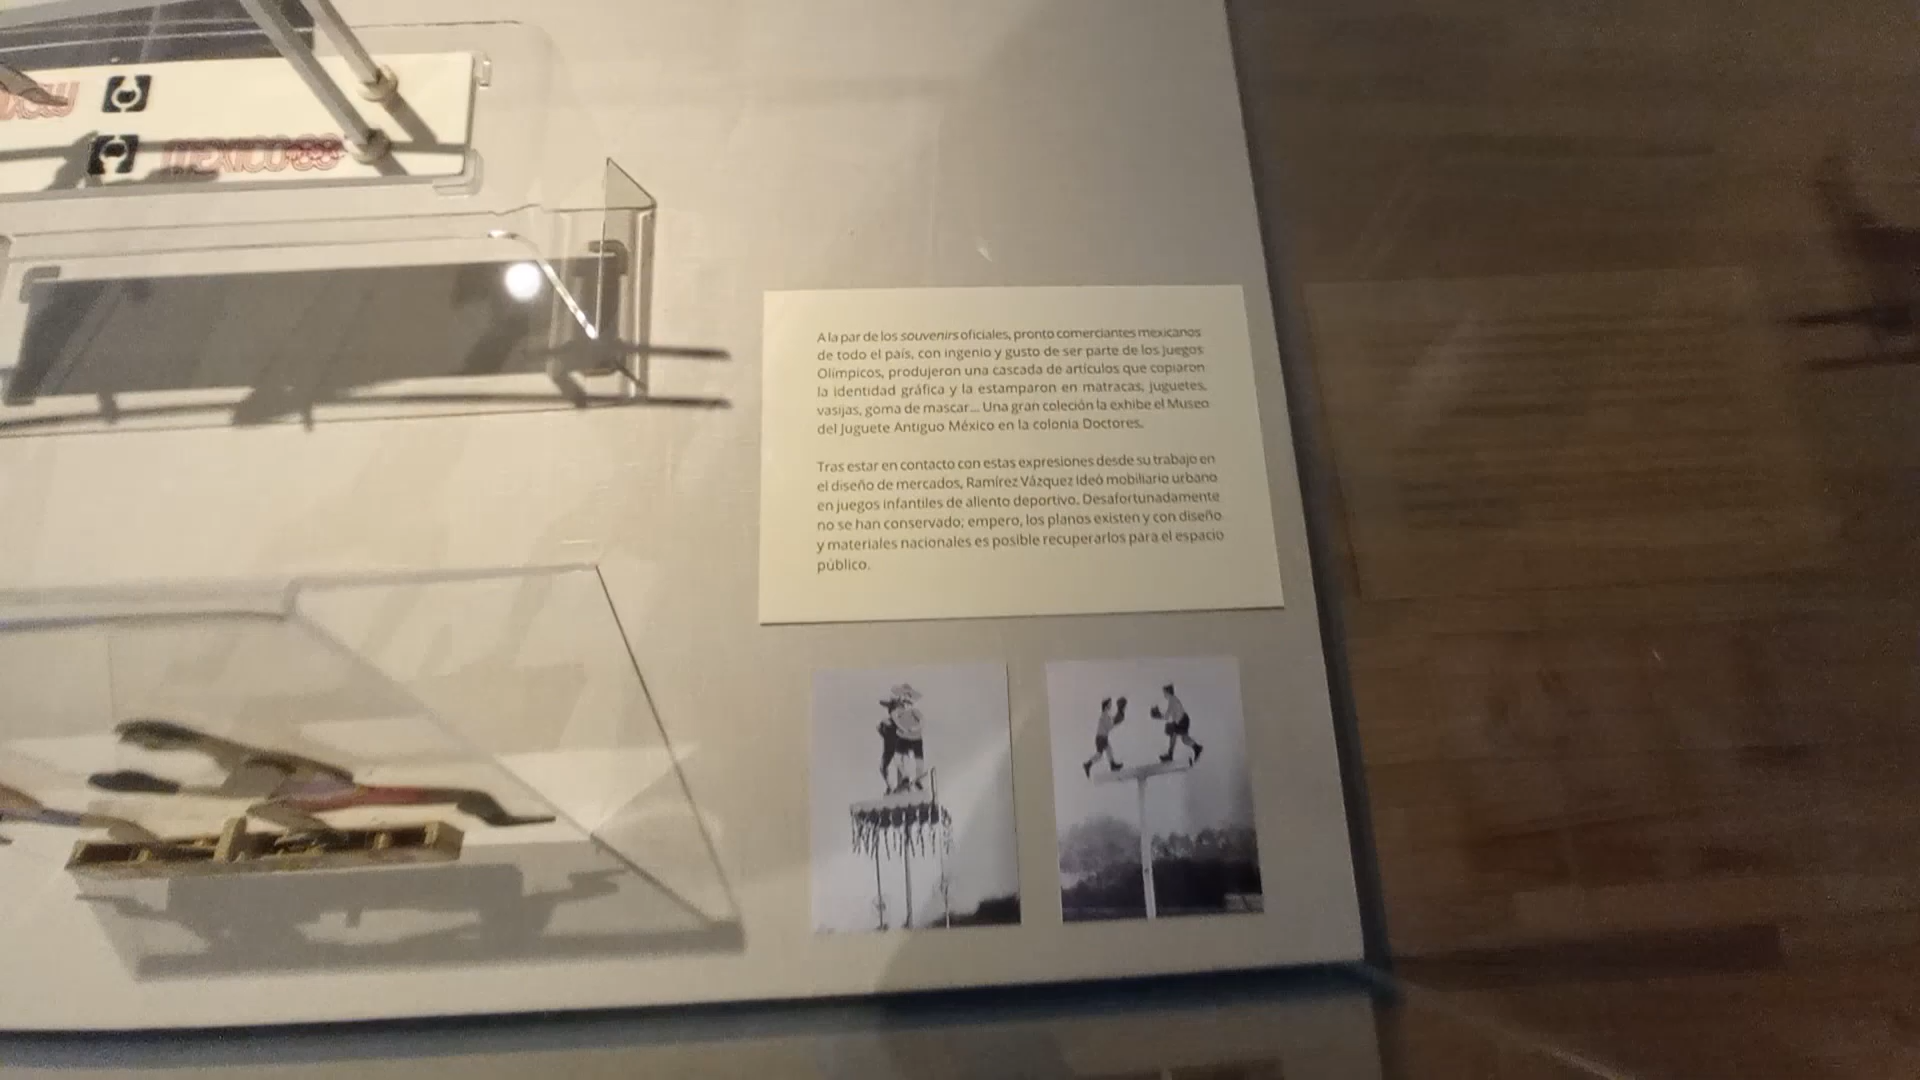 MEXICO68
A la par de los souvenirs oficiales, pronto comerciantes mexicanos
de todo el país, con ingenio y gusto de ser parte de los Juegos
Olímpicos, produjeron una cascada de artículos que copiaron
la identidad gráfica y la estamparon en matracas, juguetes,
vasijas, goma de mascar... Una gran coleción la exhibe el Museo
del Juguete Antiguo México en la colonia Doctores.
Tras estar en contacto con estas expresiones desde su trabajo en
el diseño de mercados, Ramírez Vázquez ideó mobiliario urbano
en juegos infantiles de aliento deportivo. Desafortunadamente
no se han conservado; empero, los planos existen y con diseño
y materiales nacionales es posible recuperarlos para el espacio
público.